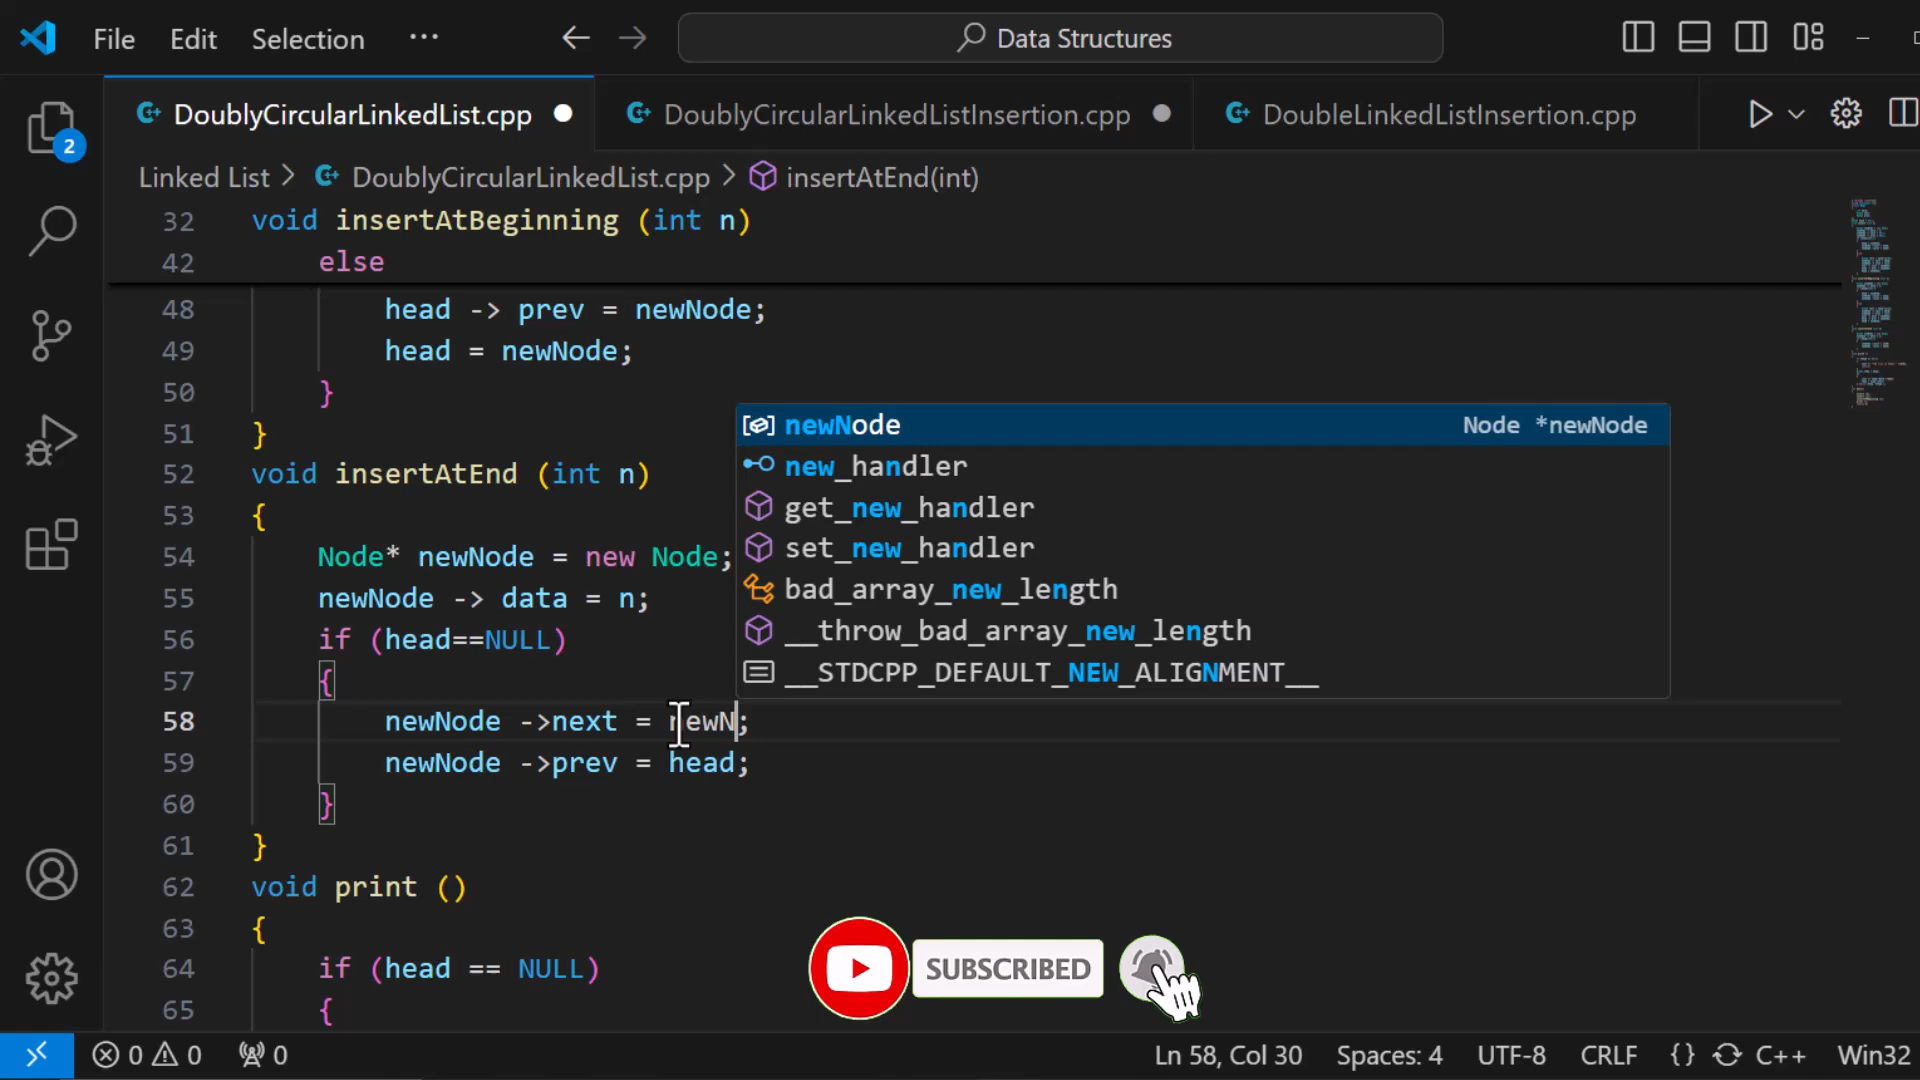 File Edit Selection ··· Data Structures
DoublyCircularLinkedList.cpp DoublyCircularLinkedListInsertion.cpp DoubleLinkedListInsertion.cpp
2
Linked List > DoublyCircularLinkedList.cpp > insertAtEnd(int)
32 void insertAtBeginning (int n)
42 else
48 head -> prev = newNode;
49 head = newNode;
50 }
51 }
52 void insertAtEnd (int n)
53 {
54 Node* newNode = new Node;
55 newNode -> data = n;
56 if (head==NULL)
57 {
58 newNode ->next = newN;
59 newNode ->prev = head;
60 }
61 }
62 void print ()
63 {
64 if (head == NULL)
65 {
newNode Node *newNode
new_handler
get_new_handler
set_new_handler
bad_array_new_length
__throw_bad_array_new_length
__STDCPP_DEFAULT_NEW_ALIGNMENT__
SUBSCRIBED
0 0 0 Ln 58, Col 30 Spaces: 4 UTF-8 CRLF {} C++ Win32